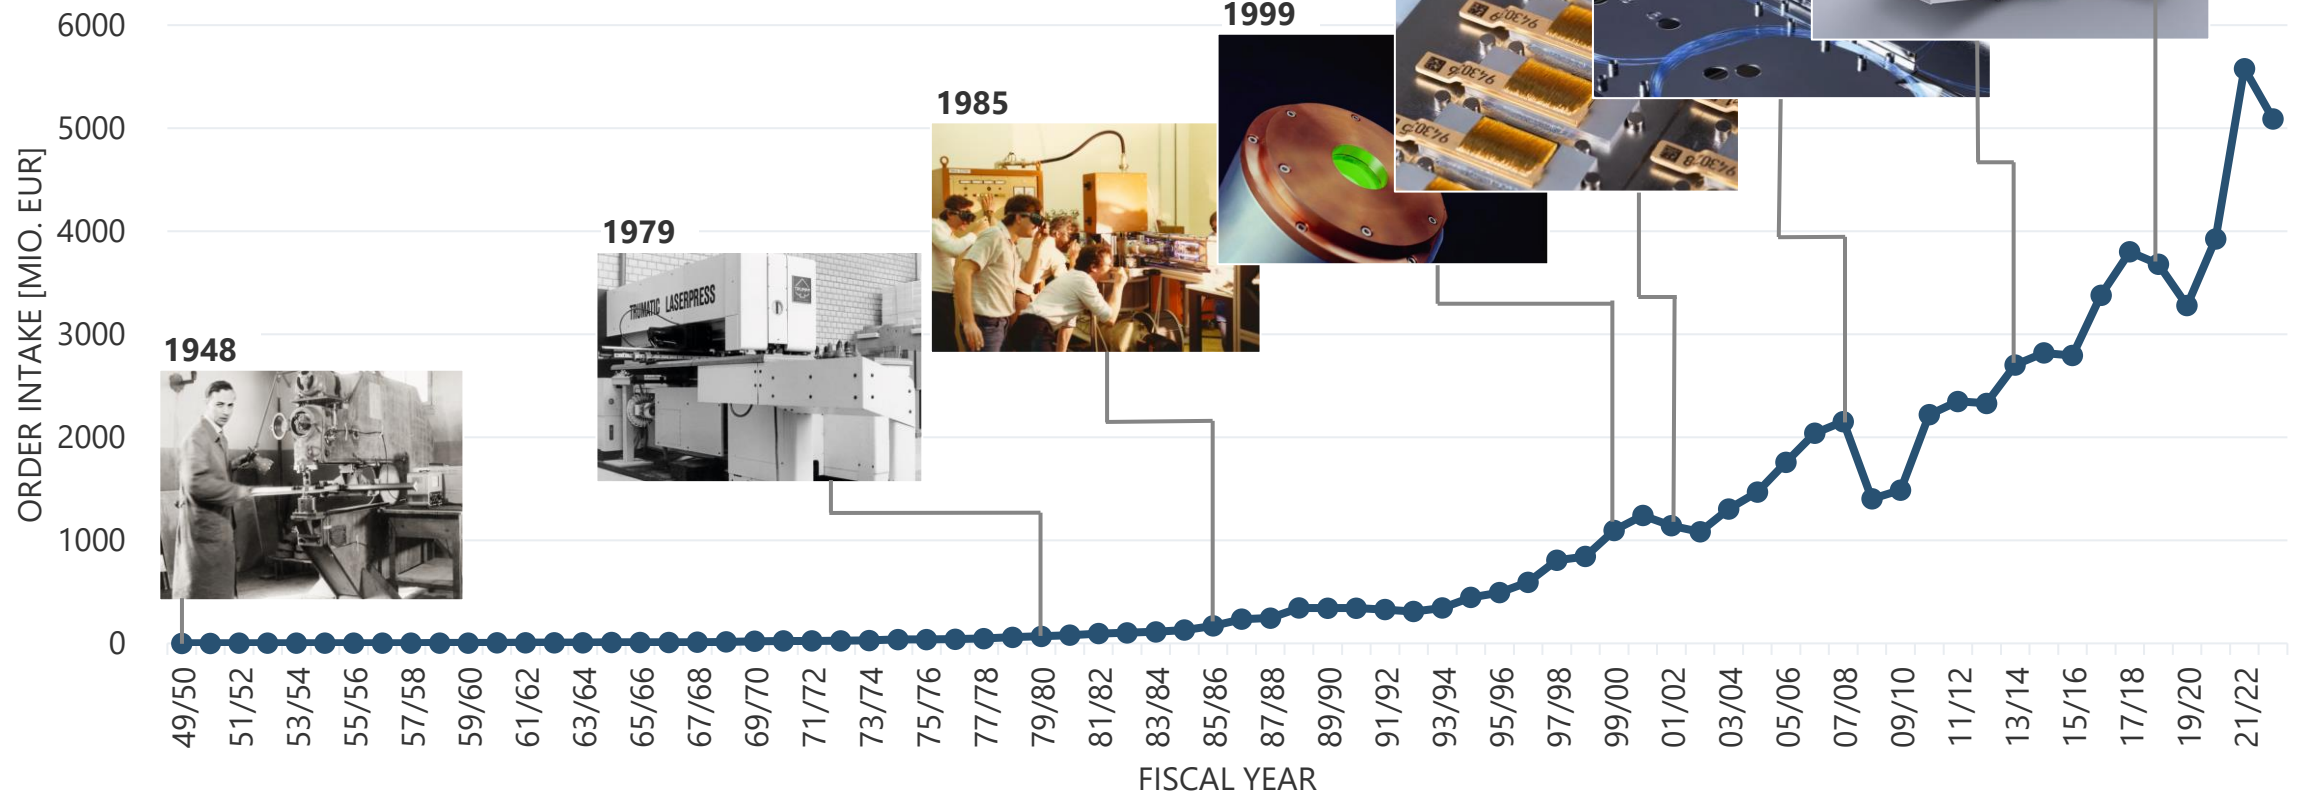 1999
6000
1985
5000
ORDER INTAKE [MIO. EUR]
1979
4000
TRUMATIC LASERPRESS
TRUMPF
1948
3000
2000
1000
0
49/50 51/52 53/54 55/56 57/58 59/60 61/62 63/64 65/66 67/68 69/70 71/72 73/74 75/76 77/78 79/80 81/82 83/84 85/86 87/88 89/90 91/92 93/94 95/96 97/98 99/00 01/02 03/04 05/06 07/08 09/10 11/12 13/14 15/16 17/18 19/20 21/22
FISCAL YEAR